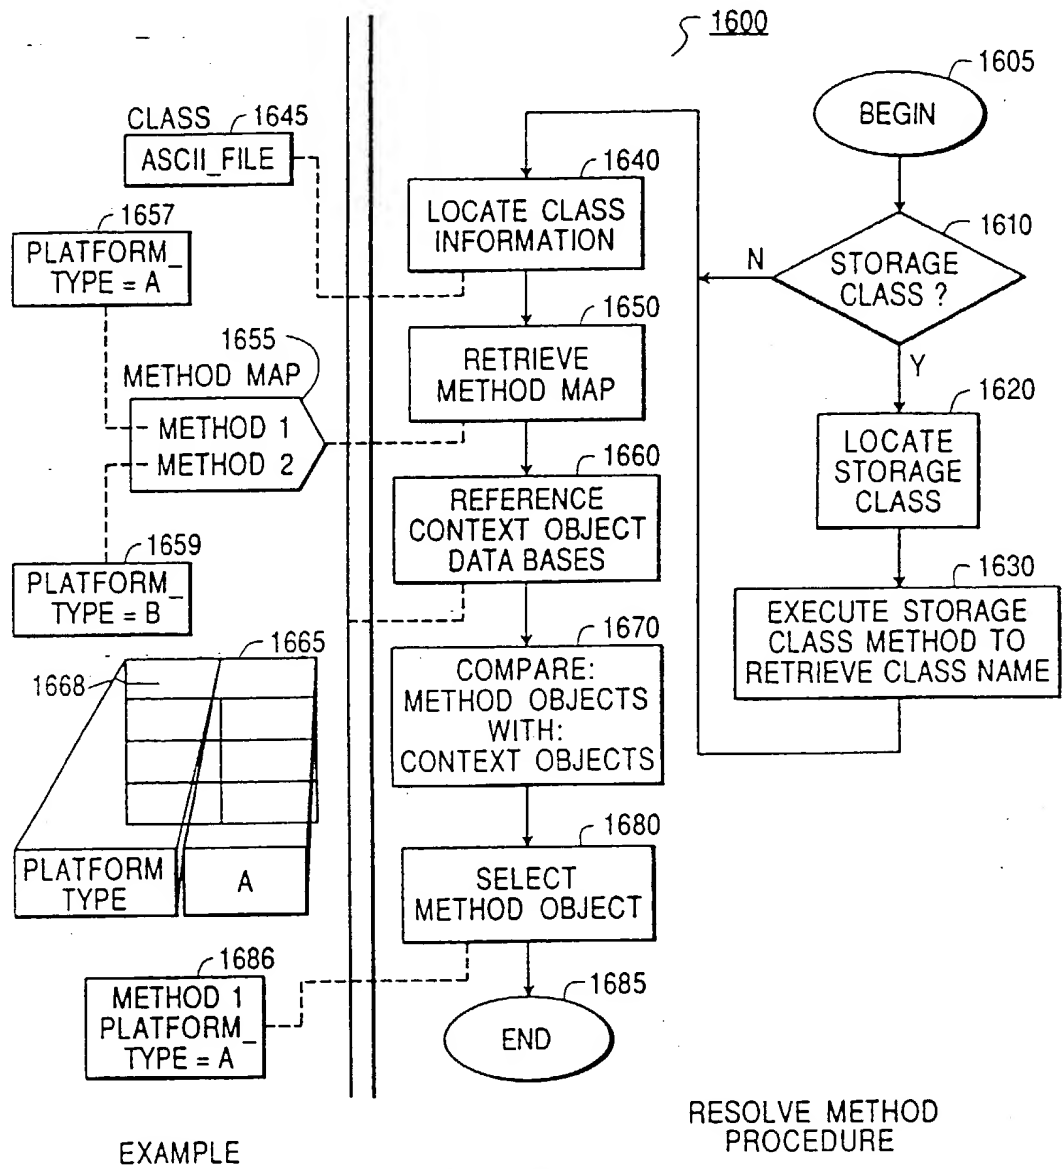 1600
1605
BEGIN
CLASS
1645
ASCII_FILE
1640
LOCATE CLASS
INFORMATION
1610
STORAGE
CLASS ?
N
Y
1657
PLATFORM_
TYPE = A
1650
RETRIEVE
METHOD MAP
1655
METHOD MAP
METHOD 1
METHOD 2
1620
LOCATE
STORAGE
CLASS
1660
REFERENCE
CONTEXT OBJECT
DATA BASES
1659
PLATFORM_
TYPE = B
1630
EXECUTE STORAGE
CLASS METHOD TO
RETRIEVE CLASS NAME
1665
1668
1670
COMPARE:
METHOD OBJECTS
WITH:
CONTEXT OBJECTS
PLATFORM
TYPE
A
1680
SELECT
METHOD OBJECT
1686
METHOD 1
PLATFORM_
TYPE = A
1685
END
RESOLVE METHOD
PROCEDURE
EXAMPLE